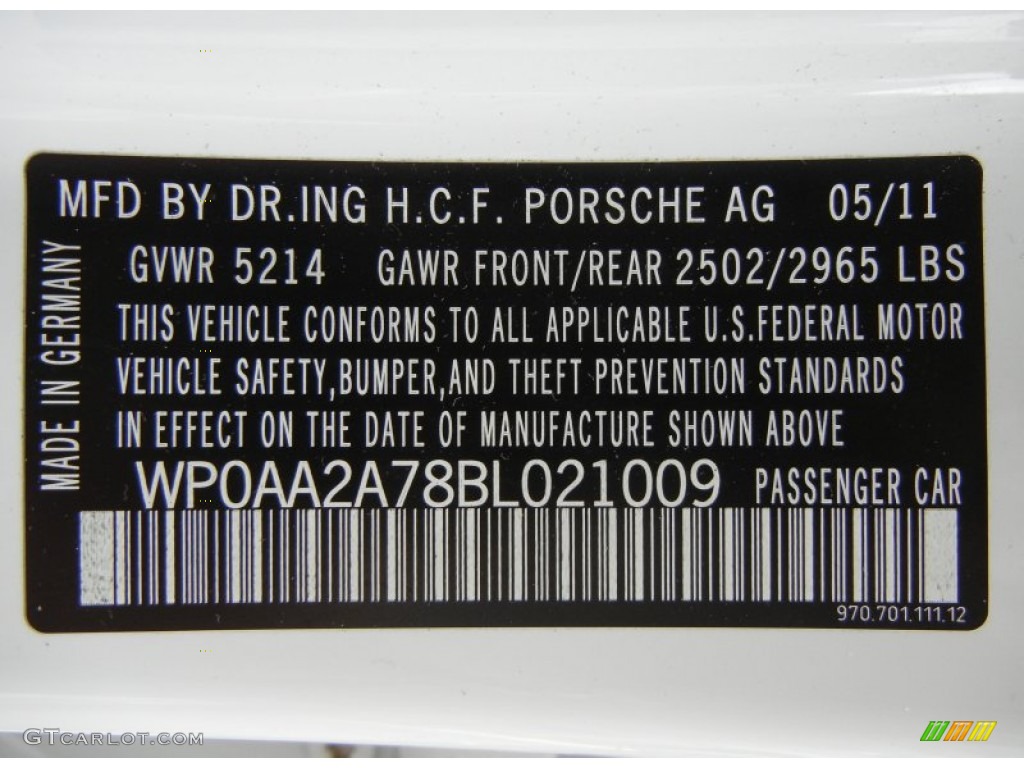 MFD BY DR.ING H.C.F. PORSCHE AG 05/11
GVWR 5214 GAWR FRONT/REAR 2502/2965 LBS
THIS VEHICLE CONFORMS TO ALL APPLICABLE U.S.FEDERAL MOTOR
VEHICLE SAFETY,BUMPER,AND THEFT PREVENTION STANDARDS
IN EFFECT ON THE DATE OF MANUFACTURE SHOWN ABOVE
WP0AA2A78BL021009 PASSENGER CAR
970.701.111.12
MADE IN GERMANY
GTCARLOT.COM